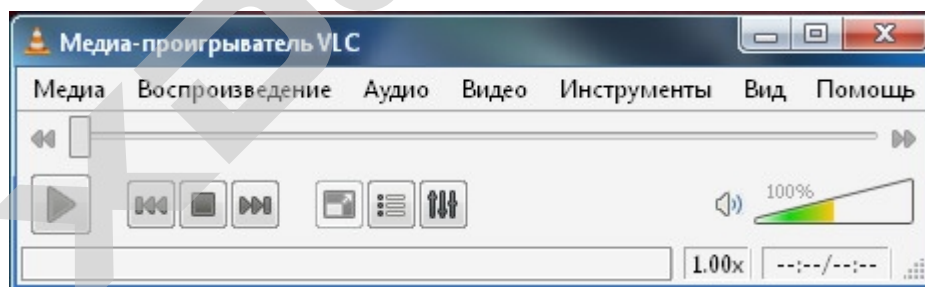 Медиа-проигрыватель VLC
Медиа Воспроизведение Аудио Видео Инструменты Вид Помощь
100%
1.00x --:--/--:--